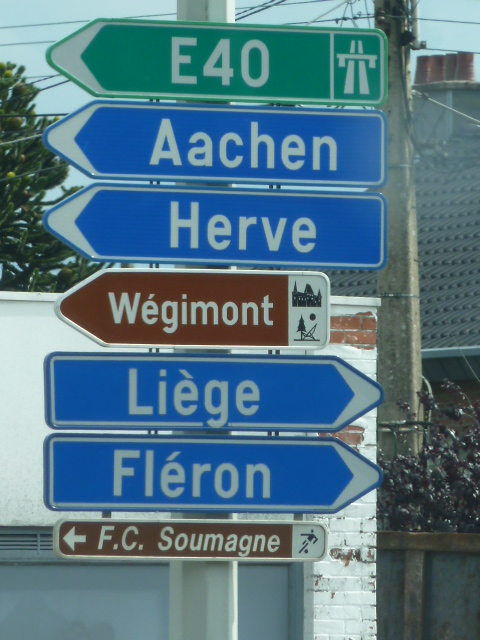 E40
Aachen
Herve
Wégimont
Liège
Fléron
F.C. Soumagne